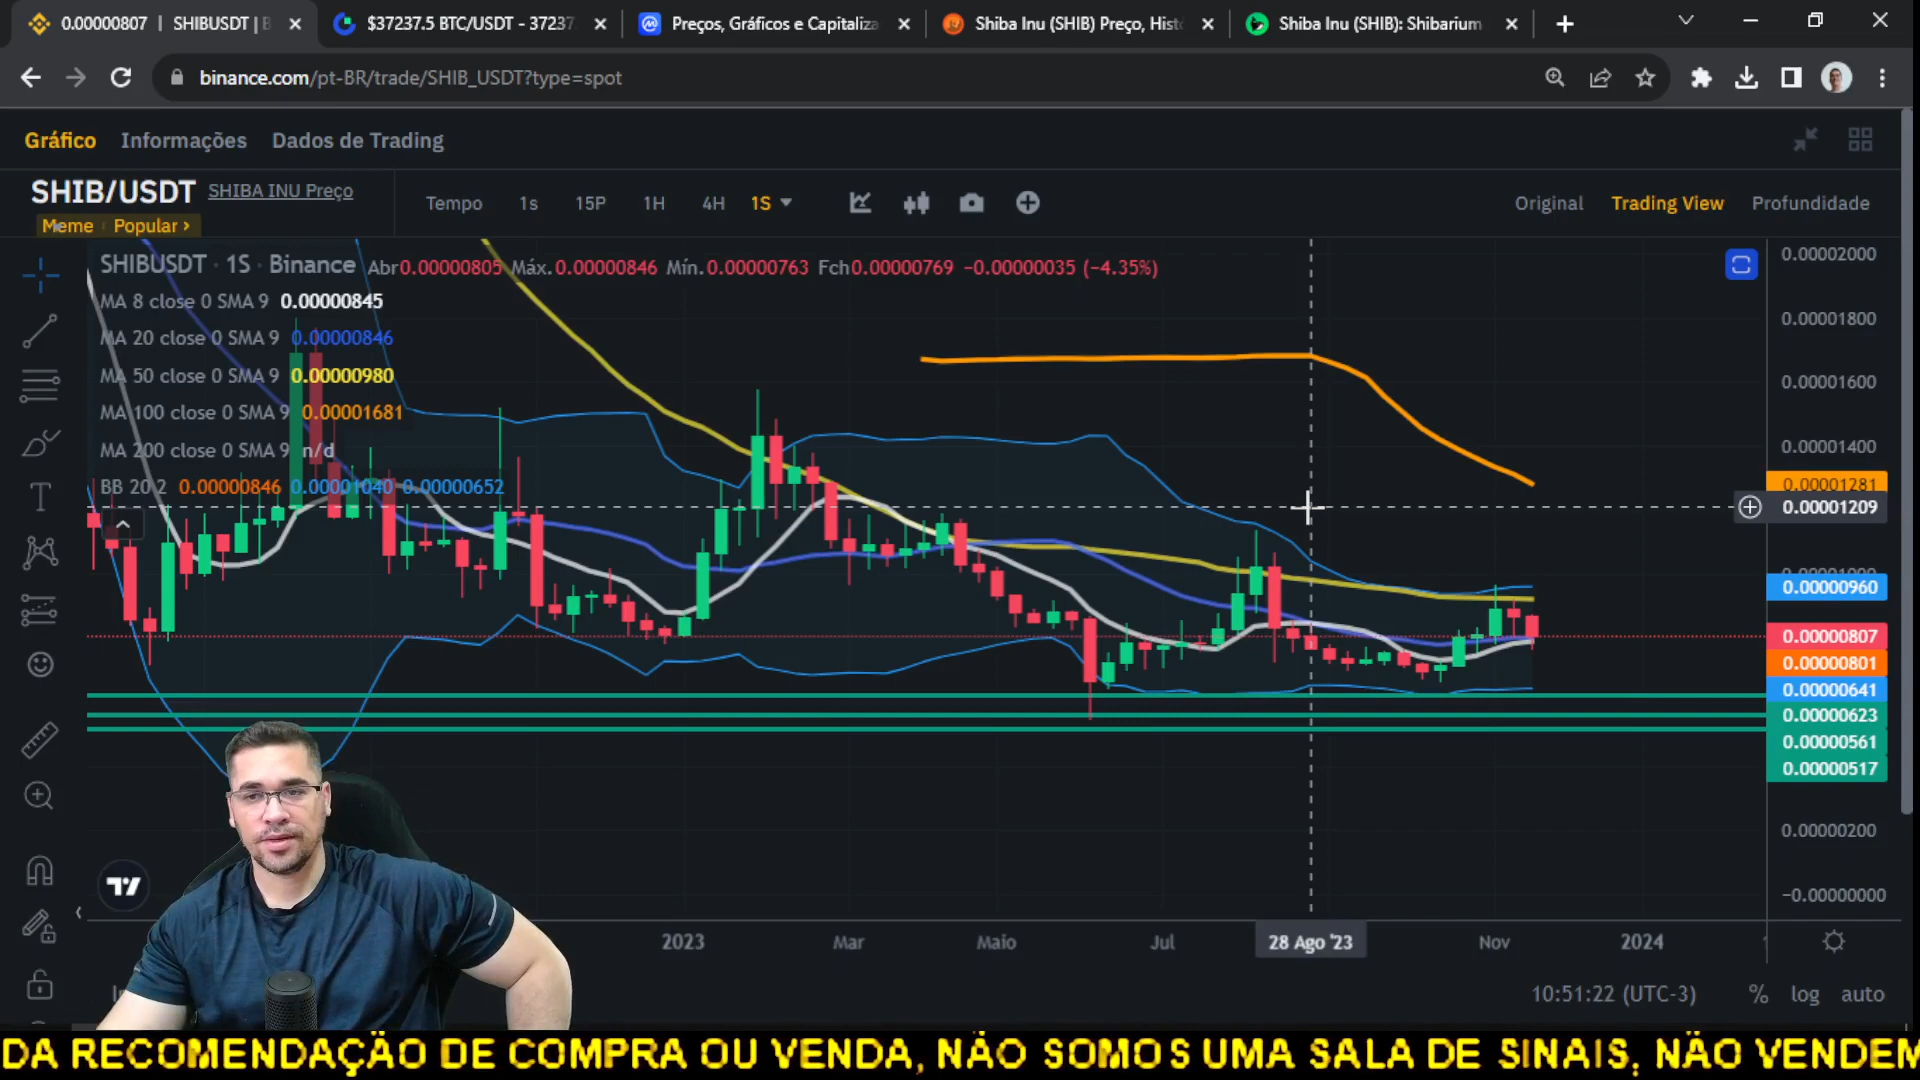 0.00000807 | SHIBUSDT | B
$37237.5 BTC/USDT - 37237.
Preços, Gráficos e Capitaliza
Shiba Inu (SHIB) Preço, Histó
Shiba Inu (SHIB): Shibarium
binance.com/pt-BR/trade/SHIB_USDT?type=spot
Gráfico Informações Dados de Trading
SHIB/USDT SHIBA INU Preço
Meme Popular >
Tempo 1s 15P 1H 4H 1S
Original Trading View Profundidade
SHIBUSDT · 1S · Binance Abr0.00000805 Máx.0.00000846 Mín.0.00000763 Fch0.00000769 −0.00000035 (−4.35%)
MA 8 close 0 SMA 9 0.00000845
MA 20 close 0 SMA 9 0.00000846
MA 50 close 0 SMA 9 0.00000980
MA 100 close 0 SMA 9 0.00001681
MA 200 close 0 SMA 9 n/d
BB 20 2 0.00000846 0.00001040 0.00000652
0.00002000
0.00001800
0.00001600
0.00001400
0.00001281
0.00001209
0.00000960
0.00000807
0.00000801
0.00000641
0.00000623
0.00000561
0.00000517
0.00000200
−0.00000000
2023 Mar Maio Jul 28 Ago '23 Nov 2024
10:51:22 (UTC-3) % log auto
DA RECOMENDAÇÃO DE COMPRA OU VENDA, NÃO SOMOS UMA SALA DE SINAIS, NÃO VENDEM